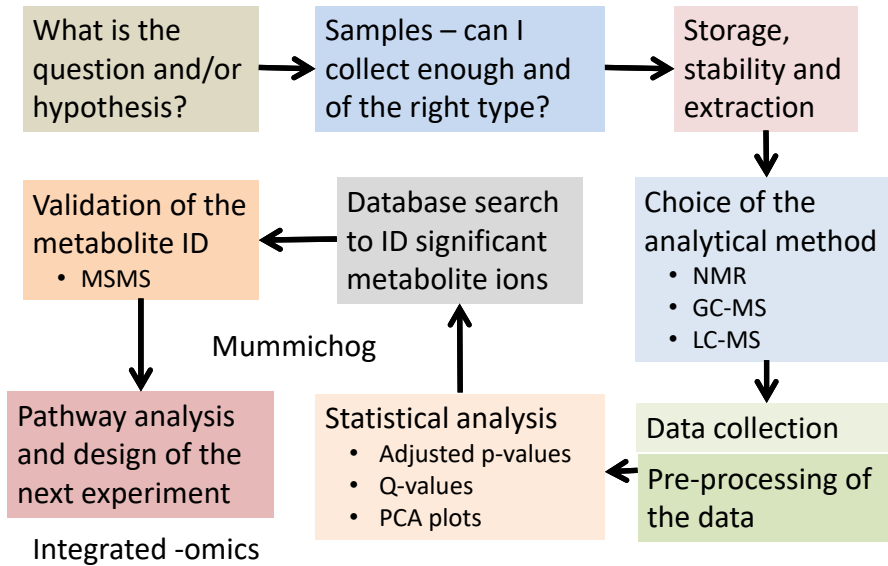 What is the
question and/or
hypothesis?
Samples – can I
collect enough and
of the right type?
Storage,
stability and
extraction
Choice of the
analytical method
• NMR
• GC-MS
• LC-MS
Data collection
Pre-processing of
the data
Statistical analysis
• Adjusted p-values
• Q-values
• PCA plots
Database search
to ID significant
metabolite ions
Validation of the
metabolite ID
• MSMS
Mummichog
Pathway analysis
and design of the
next experiment
Integrated -omics